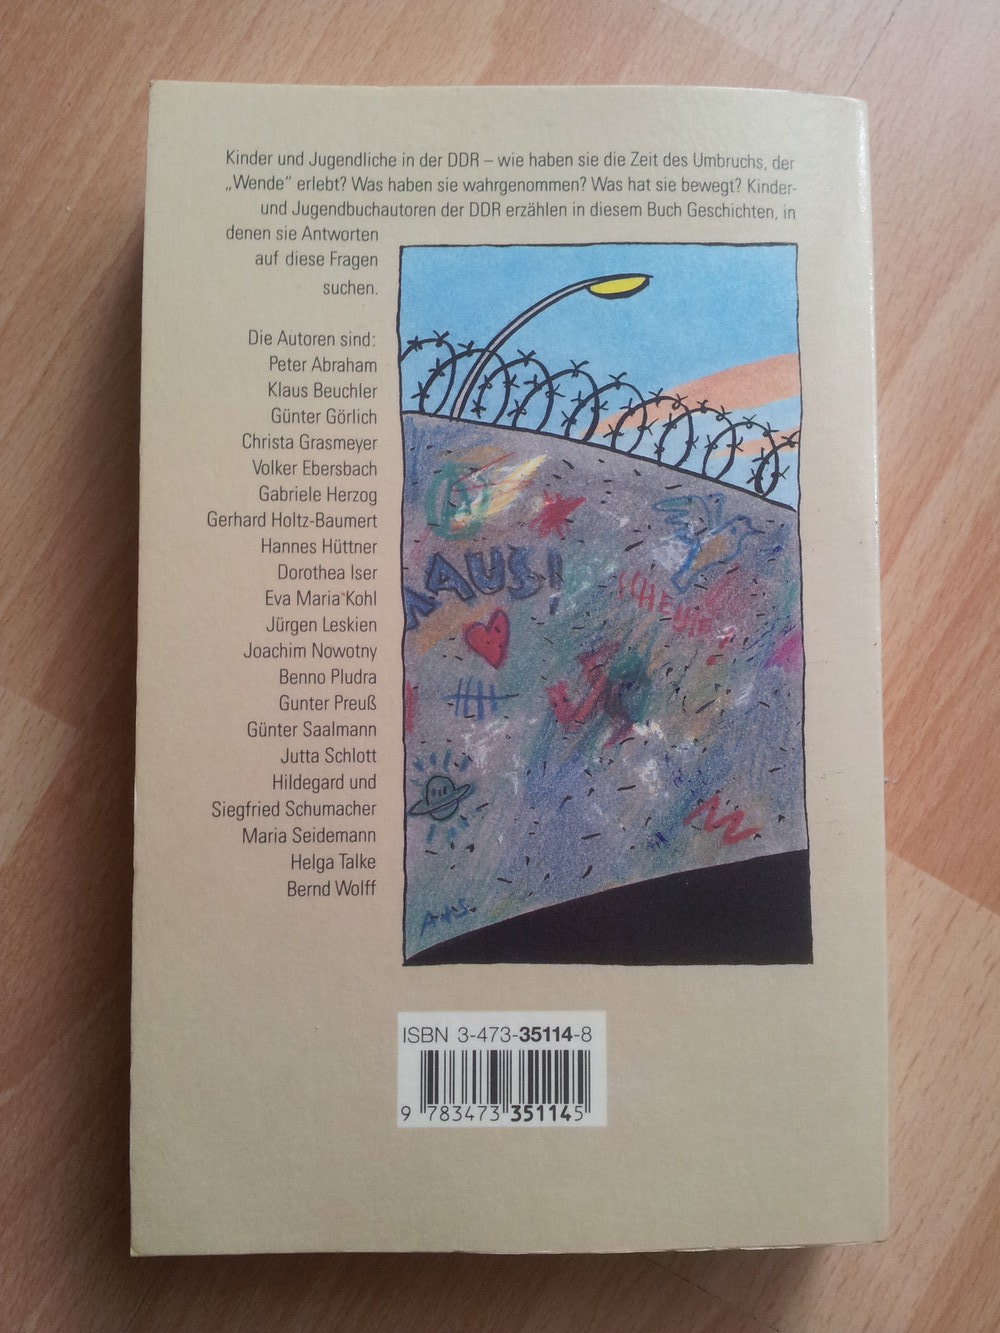 Kinder und Jugendliche in der DDR – wie haben sie die Zeit des Umbruchs, der
„Wende“ erlebt? Was haben sie wahrgenommen? Was hat sie bewegt? Kinder-
und Jugendbuchautoren der DDR erzählen in diesem Buch Geschichten, in
denen sie Antworten
auf diese Fragen
suchen.
Die Autoren sind:
Peter Abraham
Klaus Beuchler
Günter Görlich
Christa Grasmeyer
Volker Ebersbach
Gabriele Herzog
Gerhard Holtz-Baumert
Hannes Hüttner
Dorothea Iser
Eva Maria Kohl
Jürgen Leskien
Joachim Nowotny
Benno Pludra
Gunter Preuß
Günter Saalmann
Jutta Schlott
Hildegard und
Siegfried Schumacher
Maria Seidemann
Helga Talke
Bernd Wolff
AUS!
A+S.
ISBN 3-473-35114-8
9 783473 351145